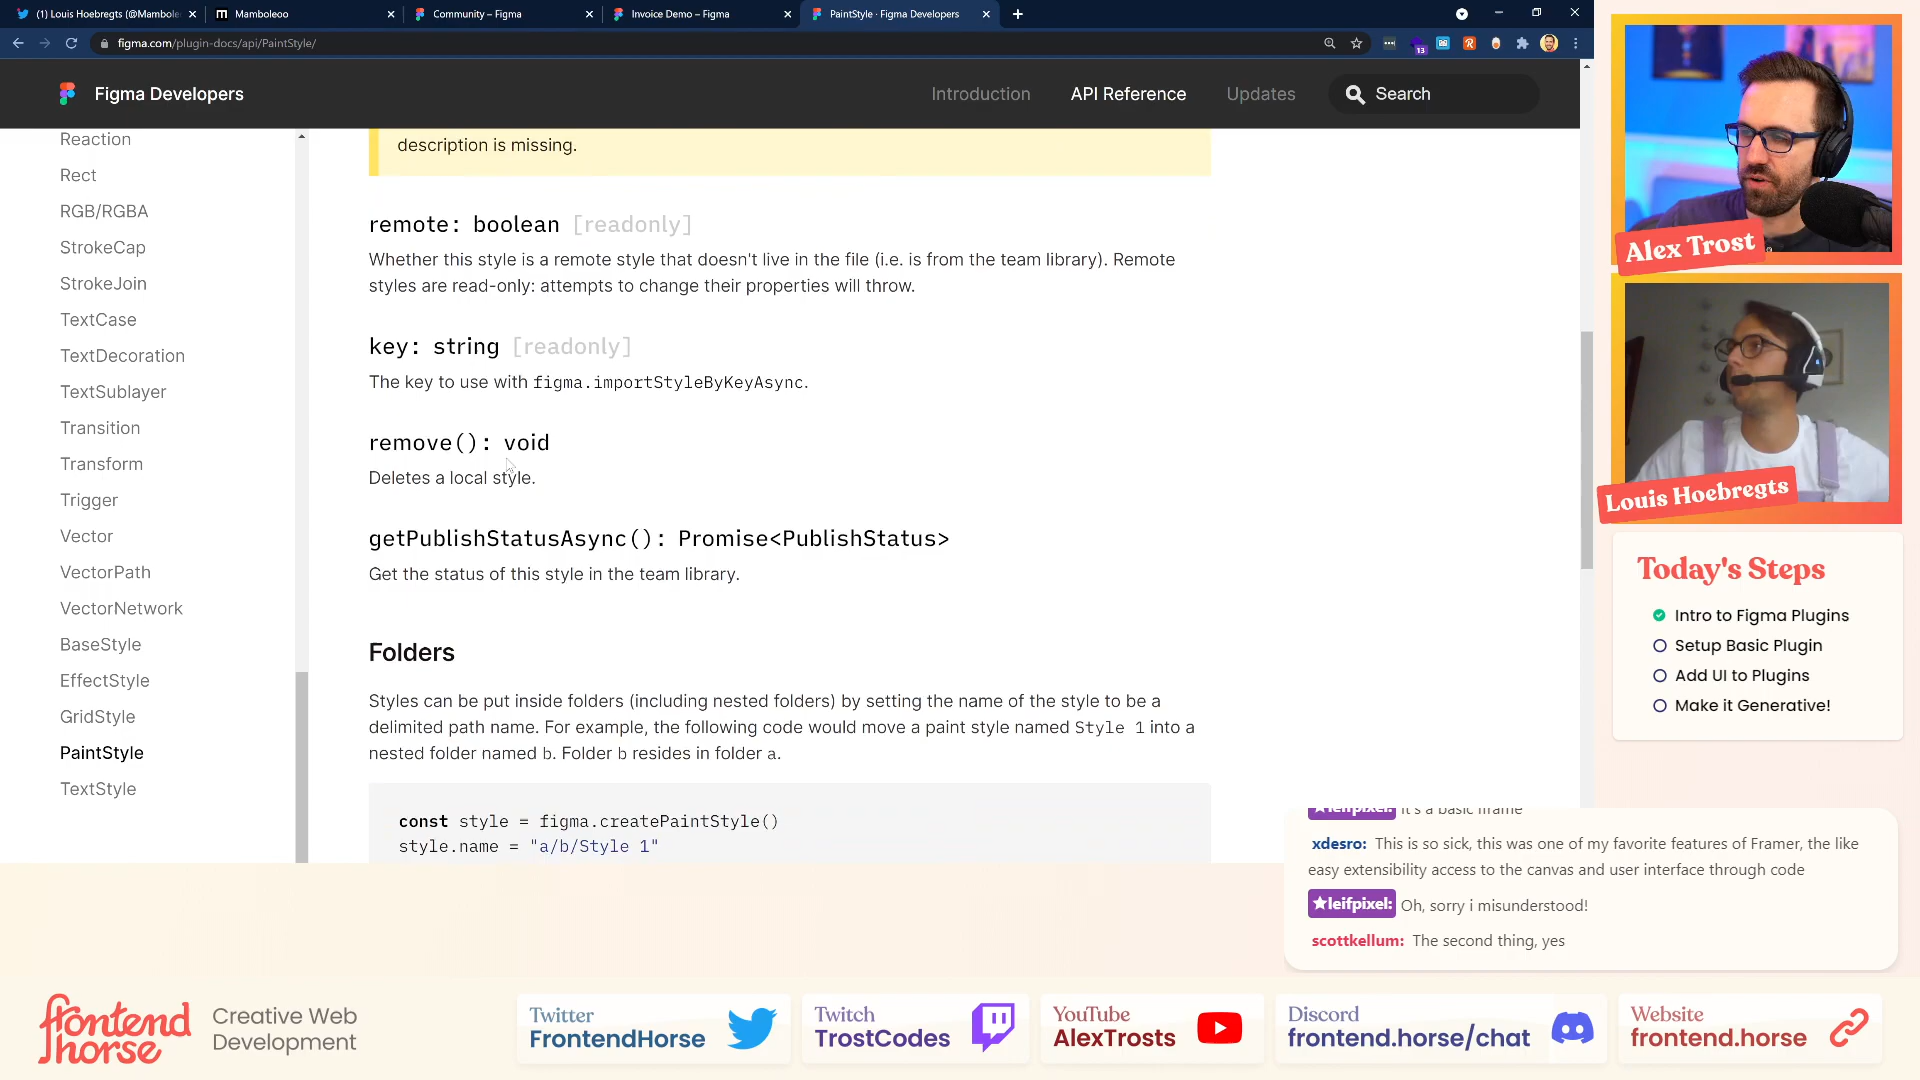 (1) Louis Hoebregts (@Mambole
Mamboleoo
Community – Figma
Invoice Demo – Figma
PaintStyle · Figma Developers
figma.com/plugin-docs/api/PaintStyle/
13
Figma Developers
Introduction
API Reference
Updates
Search
Reaction
Rect
RGB/RGBA
StrokeCap
StrokeJoin
TextCase
TextDecoration
TextSublayer
Transition
Transform
Trigger
Vector
VectorPath
VectorNetwork
BaseStyle
EffectStyle
GridStyle
PaintStyle
TextStyle
description is missing.
remote: boolean [readonly]
Whether this style is a remote style that doesn't live in the file (i.e. is from the team library). Remote
styles are read-only: attempts to change their properties will throw.
key: string [readonly]
The key to use with figma.importStyleByKeyAsync.
remove(): void
Deletes a local style.
getPublishStatusAsync(): Promise<PublishStatus>
Get the status of this style in the team library.
Folders
Styles can be put inside folders (including nested folders) by setting the name of the style to be a
delimited path name. For example, the following code would move a paint style named Style 1 into a
nested folder named b. Folder b resides in folder a.
const style = figma.createPaintStyle()
style.name = "a/b/Style 1"
Alex Trost
Louis Hoebregts
Today's Steps
Intro to Figma Plugins
Setup Basic Plugin
Add UI to Plugins
Make it Generative!
leifpixel: It's a basic iframe
xdesro: This is so sick, this was one of my favorite features of Framer, the like
easy extensibility access to the canvas and user interface through code
leifpixel: Oh, sorry i misunderstood!
scottkellum: The second thing, yes
frontend
horse
Creative Web
Development
Twitter
FrontendHorse
Twitch
TrostCodes
YouTube
AlexTrosts
Discord
frontend.horse/chat
Website
frontend.horse